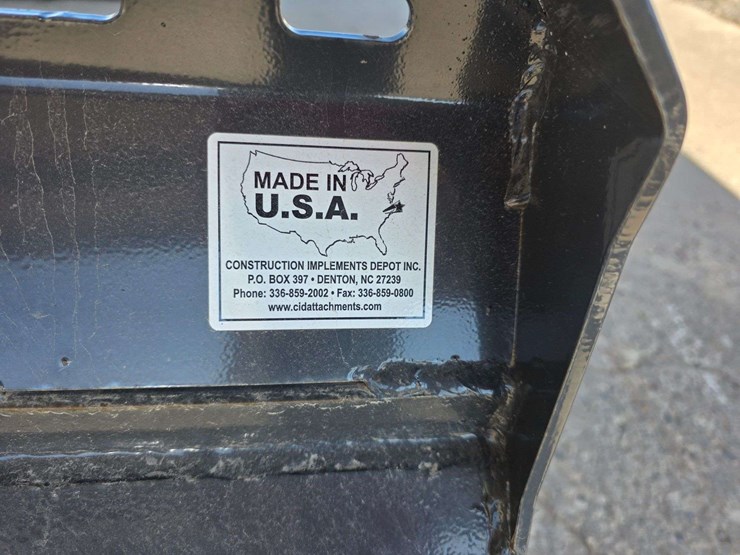 MADE IN
U.S.A.
CONSTRUCTION IMPLEMENTS DEPOT INC.
P.O. BOX 397 • DENTON, NC 27239
Phone: 336-859-2002 • Fax: 336-859-0800
www.cidattachments.com